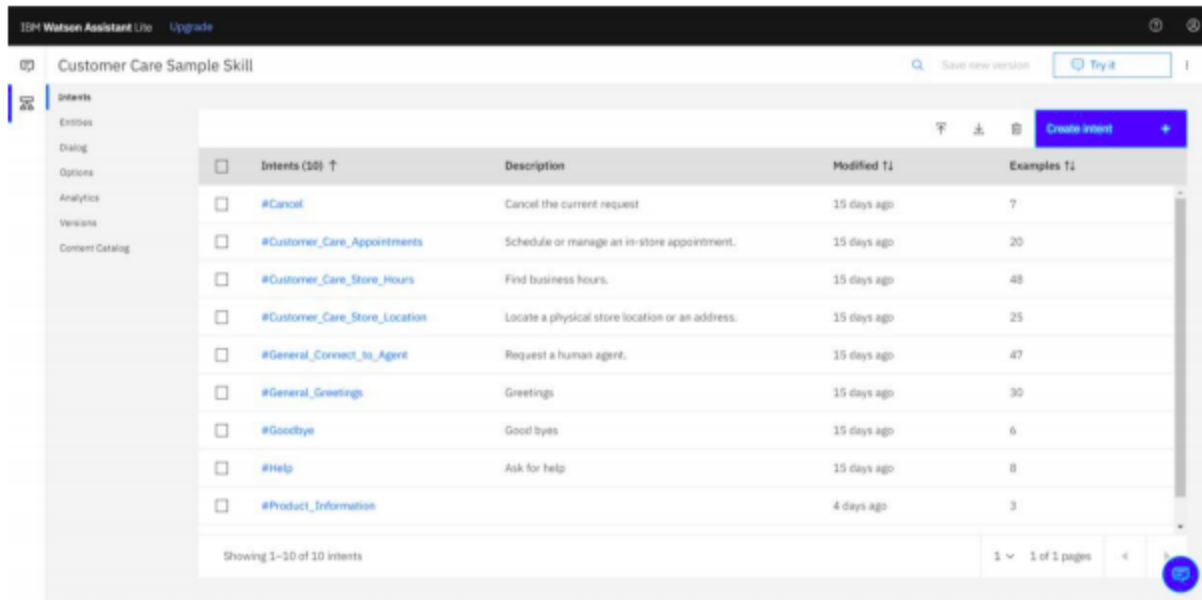 IBM Watson Assistant Lite Upgrade
Customer Care Sample Skill Save new version Try it
Intents
Entities
Dialog
Options
Analytics
Versions
Content Catalog
Create intent +
Intents (10) ↑ Description Modified ↑↓ Examples ↑↓
#Cancel Cancel the current request 15 days ago 7
#Customer_Care_Appointments Schedule or manage an in-store appointment. 15 days ago 20
#Customer_Care_Store_Hours Find business hours. 15 days ago 48
#Customer_Care_Store_Location Locate a physical store location or an address. 15 days ago 25
#General_Connect_to_Agent Request a human agent. 15 days ago 47
#General_Greetings Greetings 15 days ago 30
#Goodbye Good byes 15 days ago 6
#Help Ask for help 15 days ago 8
#Product_Information 4 days ago 3
Showing 1–10 of 10 intents 1 1 of 1 pages